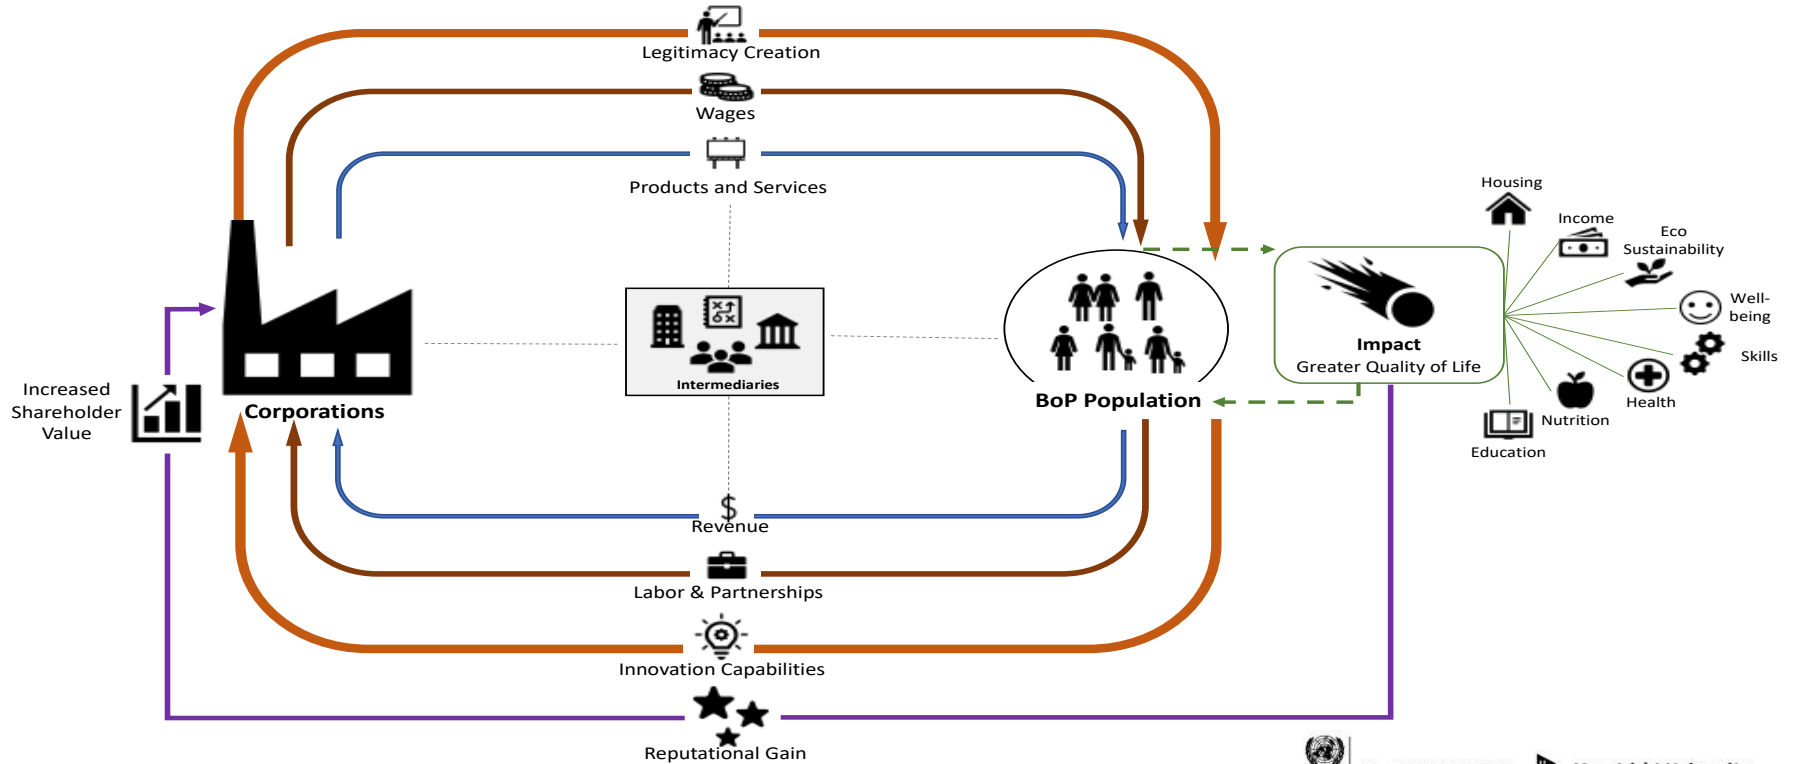 Legitimacy Creation
Wages
Products and Services
Housing
Income
Eco
Sustainability
Well-
being
Skills
Health
Nutrition
Education
Impact
Greater Quality of Life
Intermediaries
Increased
Shareholder
Value
Corporations
BoP Population
$
Revenue
Labor & Partnerships
Innovation Capabilities
Reputational Gain